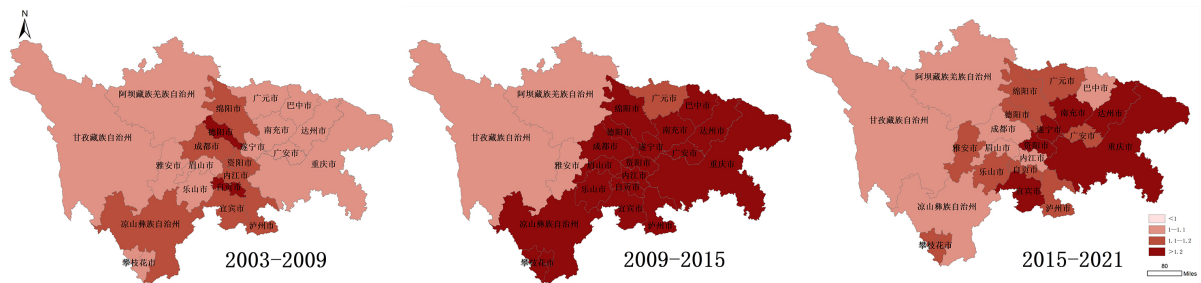 N
阿坝藏族羌族自治州
广元市
绵阳市
巴中市
德阳市
甘孜藏族自治州
南充市
达州市
成都市
遂宁市
广安市
雅安市
眉山市
资阳市
重庆市
内江市
自贡市
乐山市
宜宾市
凉山彝族自治州
泸州市
攀枝花市
2003-2009
阿坝藏族羌族自治州
广元市
绵阳市
巴中市
德阳市
甘孜藏族自治州
南充市
达州市
成都市
遂宁市
广安市
雅安市
眉山市
资阳市
重庆市
内江市
乐山市
自贡市
宜宾市
凉山彝族自治州
泸州市
攀枝花市
2009-2015
阿坝藏族羌族自治州
广元市
绵阳市
巴中市
德阳市
甘孜藏族自治州
南充市
达州市
成都市
遂宁市
广安市
雅安市
眉山市
资阳市
重庆市
内江市
乐山市
自贡市
宜宾市
凉山彝族自治州
泸州市
攀枝花市
2015-2021
<1
1-1.1
1.1-1.2
>1.2
80
Miles